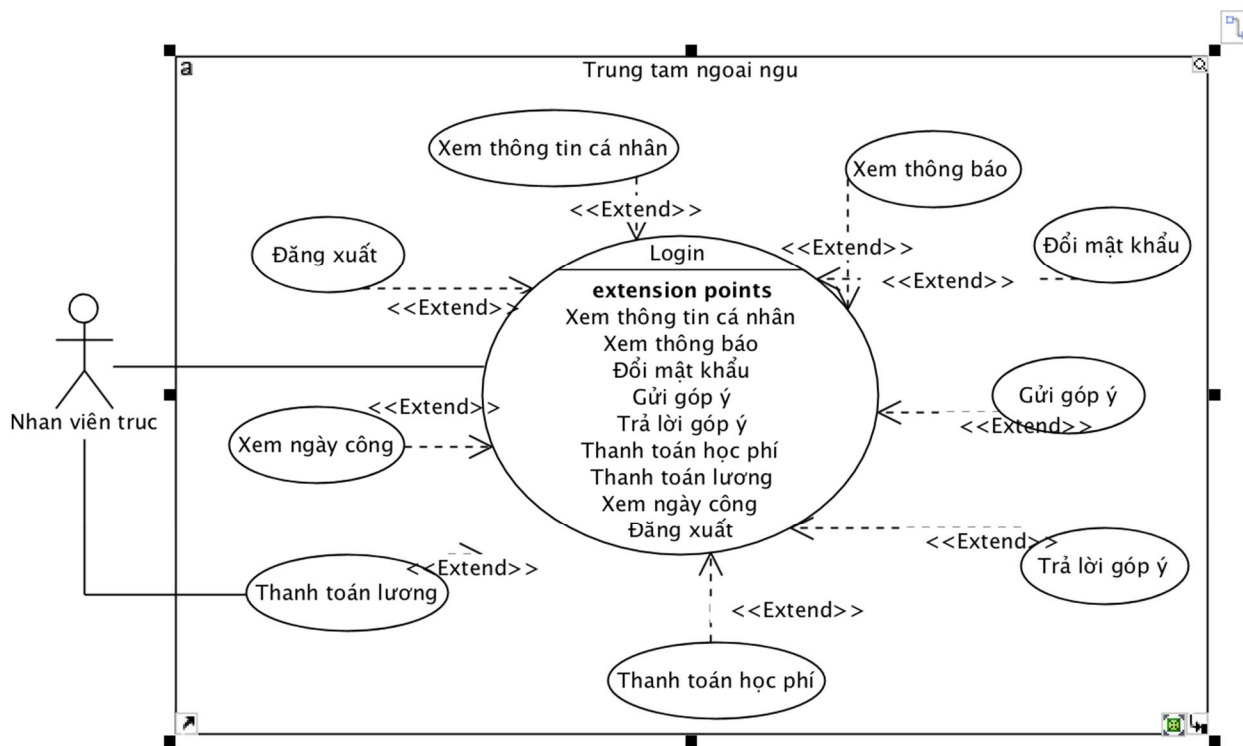 a
Trung tam ngoai ngu
Xem thông tin cá nhân
Xem thông báo
<<Extend>>
Đổi mật khẩu
Đăng xuất
<<Extend>>
<<Extend>>
<<Extend>>
Login
extension points
Xem thông tin cá nhân
Xem thông báo
Đổi mật khẩu
Gửi góp ý
Trả lời góp ý
Thanh toán học phí
Thanh toán lương
Xem ngày công
Đăng xuất
Nhan viên truc
<<Extend>>
Xem ngày công
Gửi góp ý
<<Extend>>
<<Extend>>
Thanh toán lương
<<Extend>>
Trả lời góp ý
<<Extend>>
Thanh toán học phí